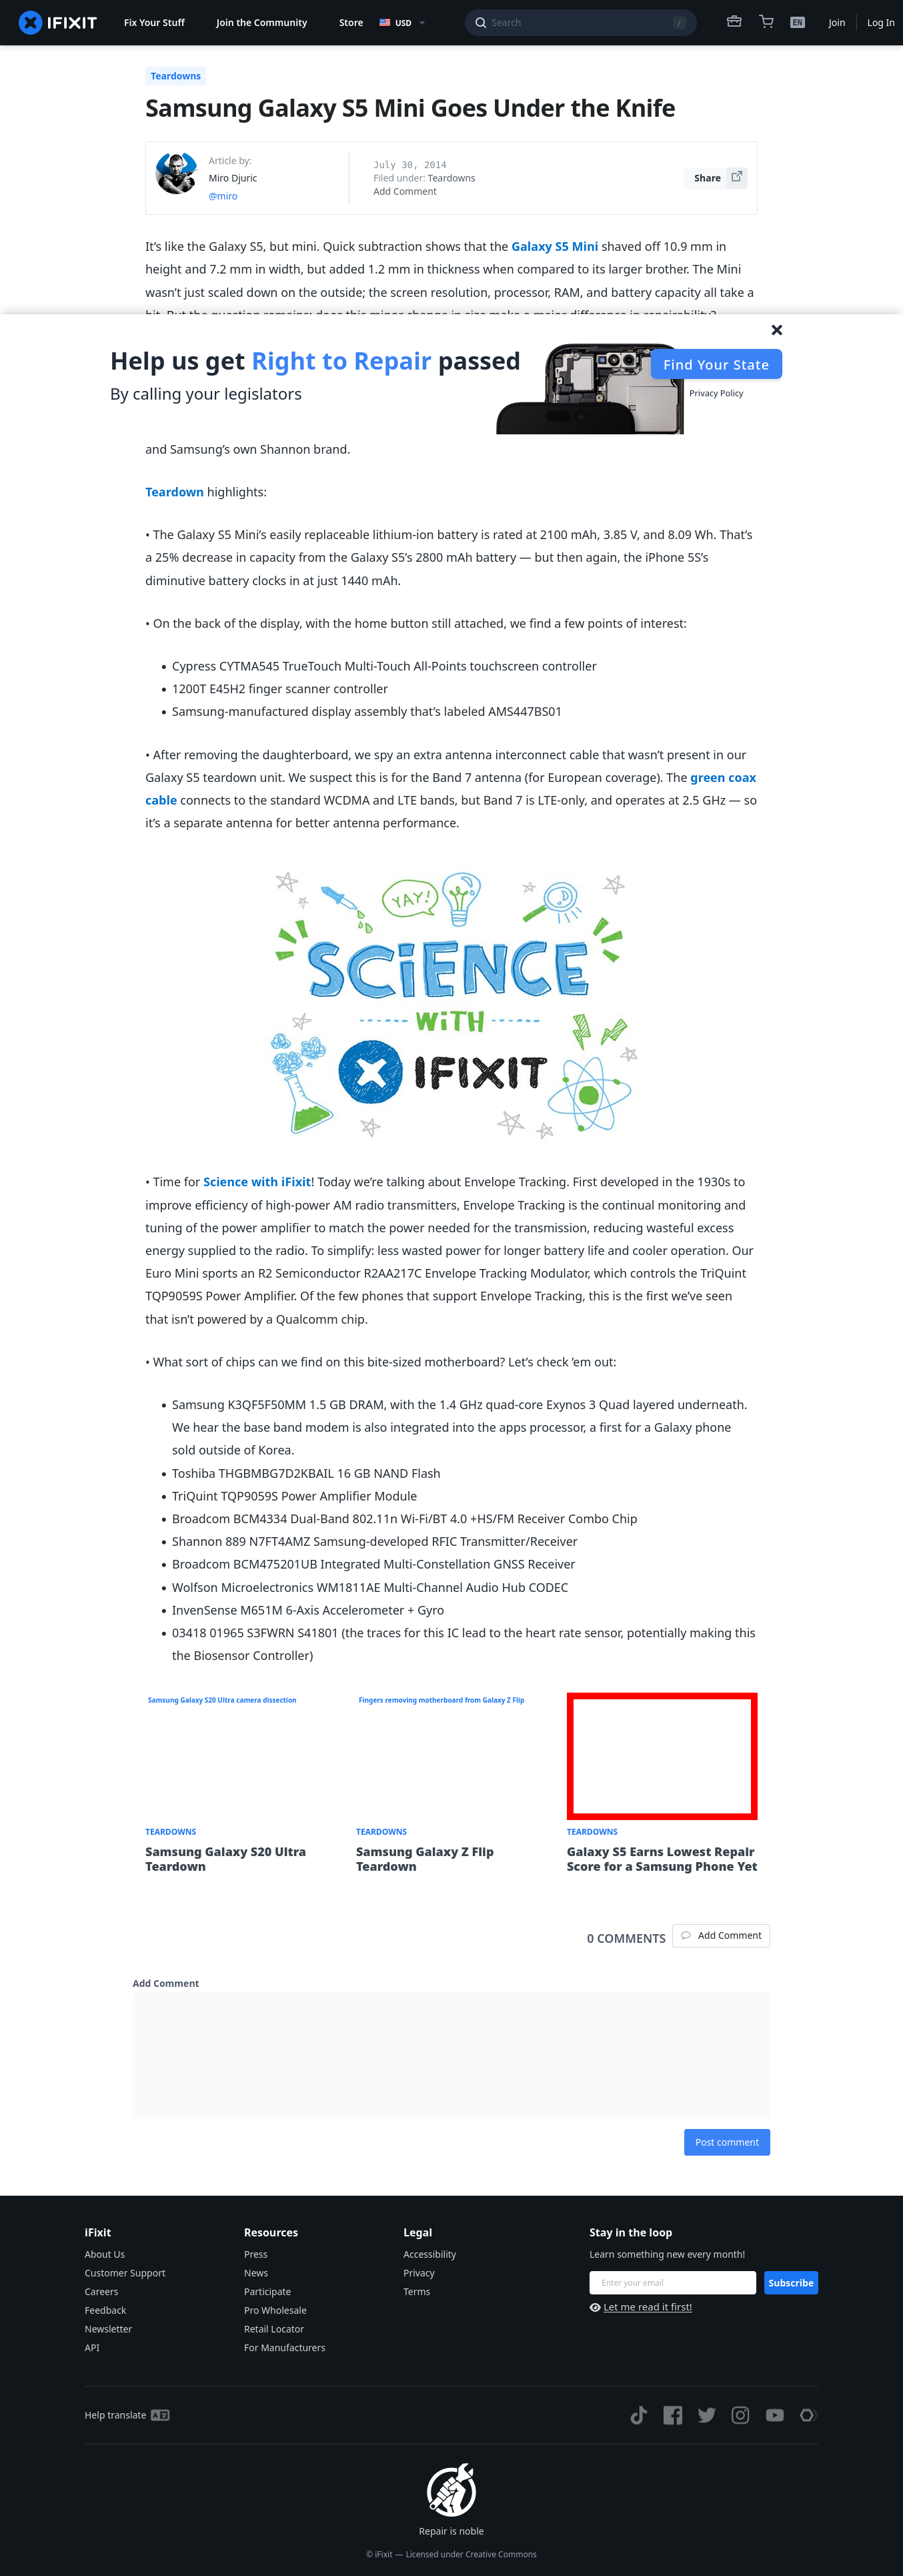 IFIXIT
Fix Your Stuff
Join the Community
Store
USD
Search
/
EN
Join
Log In
Teardowns
Samsung Galaxy S5 Mini Goes Under the Knife
Article by:
Miro Djuric
@miro
July 30, 2014
Filed under: Teardowns
Add Comment
Share
It’s like the Galaxy S5, but mini. Quick subtraction shows that the Galaxy S5 Mini shaved off 10.9 mm in
height and 7.2 mm in width, but added 1.2 mm in thickness when compared to its larger brother. The Mini
wasn’t just scaled down on the outside; the screen resolution, processor, RAM, and battery capacity all take a
hit. But the question remains: does this minor change in size make a major difference in repairability?
Help us get Right to Repair passed
By calling your legislators
Find Your State
Privacy Policy
and Samsung’s own Shannon brand.
Teardown highlights:
• The Galaxy S5 Mini’s easily replaceable lithium-ion battery is rated at 2100 mAh, 3.85 V, and 8.09 Wh. That’s
a 25% decrease in capacity from the Galaxy S5’s 2800 mAh battery — but then again, the iPhone 5S’s
diminutive battery clocks in at just 1440 mAh.
• On the back of the display, with the home button still attached, we find a few points of interest:
• Cypress CYTMA545 TrueTouch Multi-Touch All-Points touchscreen controller
• 1200T E45H2 finger scanner controller
• Samsung-manufactured display assembly that’s labeled AMS447BS01
• After removing the daughterboard, we spy an extra antenna interconnect cable that wasn’t present in our
Galaxy S5 teardown unit. We suspect this is for the Band 7 antenna (for European coverage). The green coax
cable connects to the standard WCDMA and LTE bands, but Band 7 is LTE-only, and operates at 2.5 GHz — so
it’s a separate antenna for better antenna performance.
YAY!
SCiENCE
WiTH
IFIXIT
• Time for Science with iFixit! Today we’re talking about Envelope Tracking. First developed in the 1930s to
improve efficiency of high-power AM radio transmitters, Envelope Tracking is the continual monitoring and
tuning of the power amplifier to match the power needed for the transmission, reducing wasteful excess
energy supplied to the radio. To simplify: less wasted power for longer battery life and cooler operation. Our
Euro Mini sports an R2 Semiconductor R2AA217C Envelope Tracking Modulator, which controls the TriQuint
TQP9059S Power Amplifier. Of the few phones that support Envelope Tracking, this is the first we’ve seen
that isn’t powered by a Qualcomm chip.
• What sort of chips can we find on this bite-sized motherboard? Let’s check ’em out:
• Samsung K3QF5F50MM 1.5 GB DRAM, with the 1.4 GHz quad-core Exynos 3 Quad layered underneath.
We hear the base band modem is also integrated into the apps processor, a first for a Galaxy phone
sold outside of Korea.
• Toshiba THGBMBG7D2KBAIL 16 GB NAND Flash
• TriQuint TQP9059S Power Amplifier Module
• Broadcom BCM4334 Dual-Band 802.11n Wi-Fi/BT 4.0 +HS/FM Receiver Combo Chip
• Shannon 889 N7FT4AMZ Samsung-developed RFIC Transmitter/Receiver
• Broadcom BCM475201UB Integrated Multi-Constellation GNSS Receiver
• Wolfson Microelectronics WM1811AE Multi-Channel Audio Hub CODEC
• InvenSense M651M 6-Axis Accelerometer + Gyro
• 03418 01965 S3FWRN S41801 (the traces for this IC lead to the heart rate sensor, potentially making this
the Biosensor Controller)
Samsung Galaxy S20 Ultra camera dissection
TEARDOWNS
Samsung Galaxy S20 Ultra
Teardown
Fingers removing motherboard from Galaxy Z Flip
TEARDOWNS
Samsung Galaxy Z Flip
Teardown
TEARDOWNS
Galaxy S5 Earns Lowest Repair
Score for a Samsung Phone Yet
0 COMMENTS
Add Comment
Add Comment
Post comment
iFixit
About Us
Customer Support
Careers
Feedback
Newsletter
API
Resources
Press
News
Participate
Pro Wholesale
Retail Locator
For Manufacturers
Legal
Accessibility
Privacy
Terms
Stay in the loop
Learn something new every month!
Enter your email
Subscribe
Let me read it first!
Help translate
Repair is noble
© iFixit — Licensed under Creative Commons